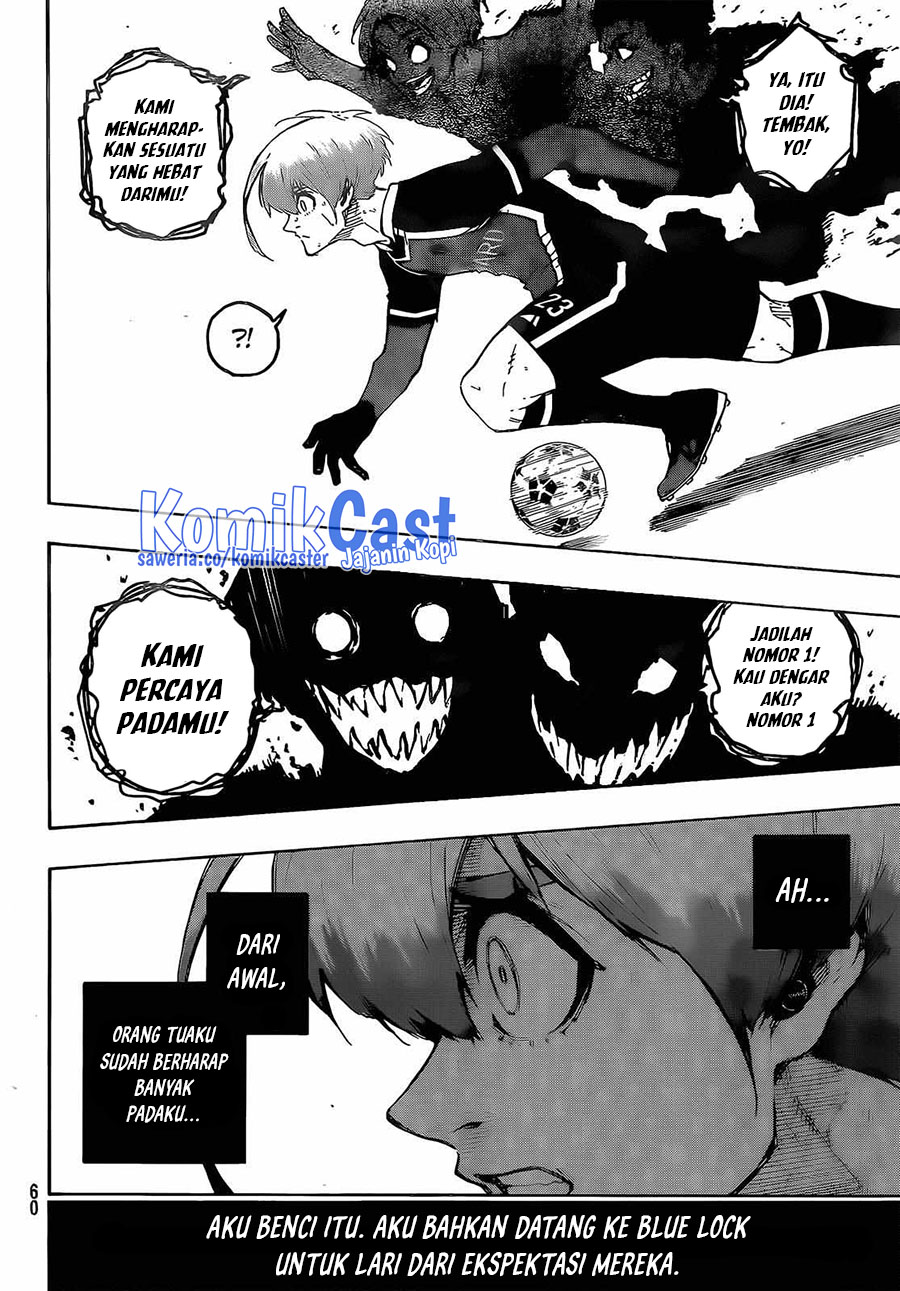 YA, ITU
DIA!
TEMBAK,
YO!
KAMI
MENGHARAP-
KAN SESUATU
YANG HEBAT
DARIMU!
?!
MRU
23
KomikCast
saweria.co/komikcaster
Jajanin Kopi
JADILAH
NOMOR 1!
KAU DENGAR
AKU?
NOMOR 1
KAMI
PERCAYA
PADAMU!
AH...
DARI
AWAL,
ORANG TUAKU
SUDAH BERHARAP
BANYAK
PADAKU...
60
AKU BENCI ITU. AKU BAHKAN DATANG KE BLUE LOCK
UNTUK LARI DARI EKSPEKTASI MEREKA.